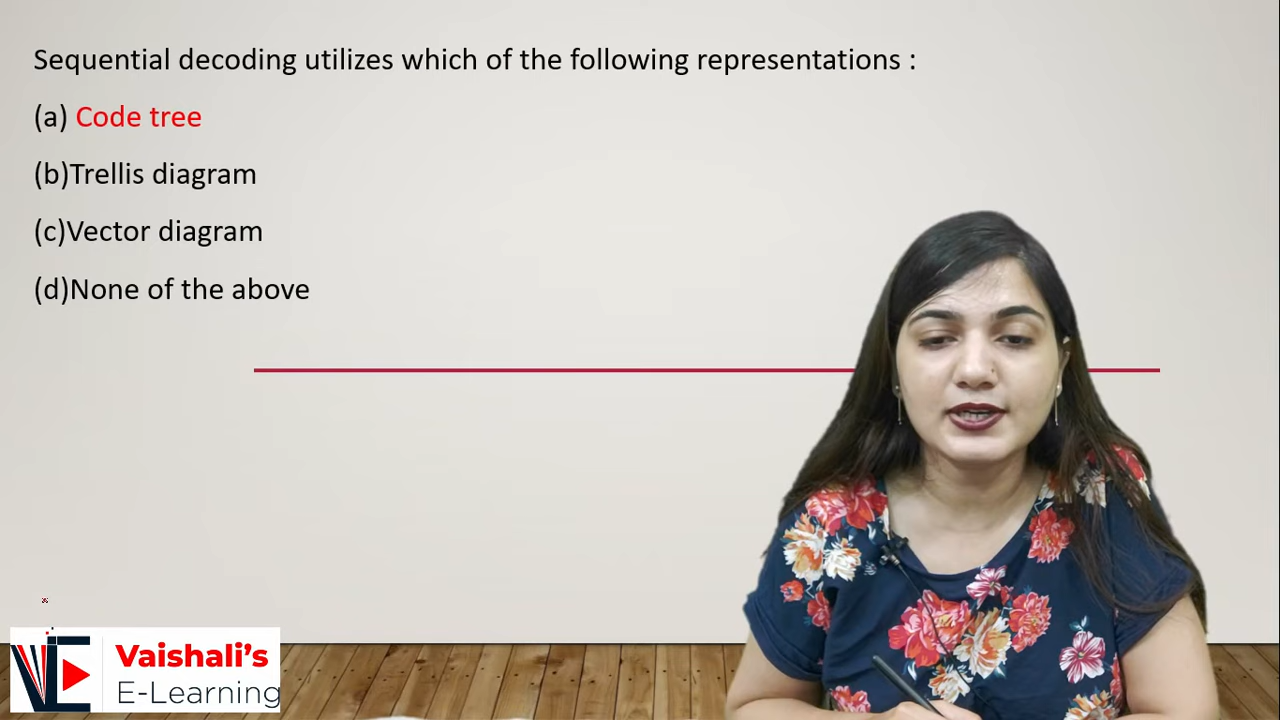 Sequential decoding utilizes which of the following representations :
(a) Code tree
(b)Trellis diagram
(c)Vector diagram
(d)None of the above
VE
Vaishali's
E-Learning